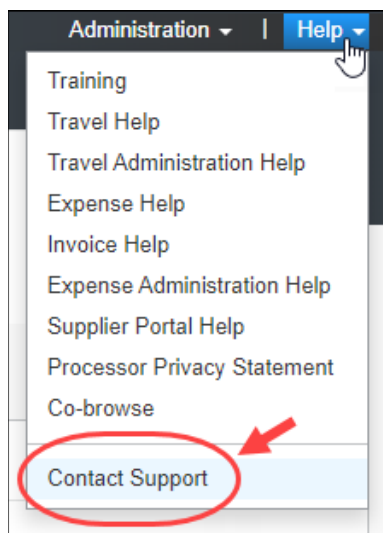 Administration | Help
Training
Travel Help
Travel Administration Help
Expense Help
Invoice Help
Expense Administration Help
Supplier Portal Help
Processor Privacy Statement
Co-browse
Contact Support